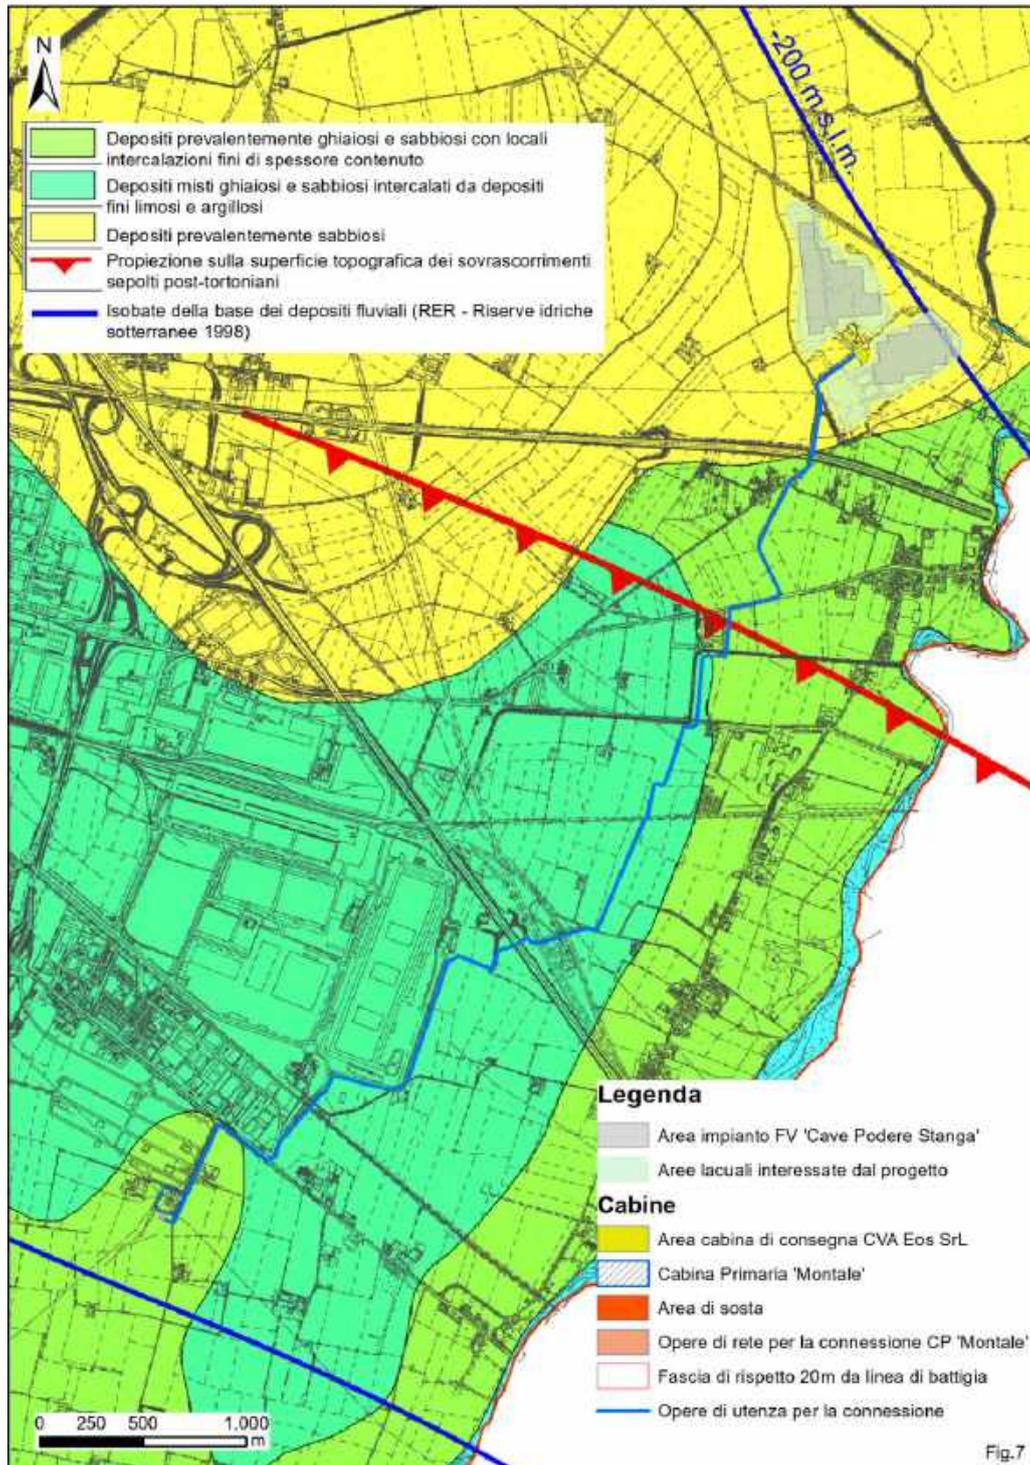 N
-200 m s.l.m.
Depositi prevalentemente ghiaiosi e sabbiosi con locali
intercalazioni fini di spessore contenuto
Depositi misti ghiaiosi e sabbiosi intercalati da depositi
fini limosi e argillosi
Depositi prevalentemente sabbiosi
Propiezione sulla superficie topografica dei sovrascorrimenti
sepolti post-tortoniani
Isobate della base dei depositi fluviali (RER - Riserve idriche
sotterranee 1998)
Legenda
Area impianto FV 'Cave Podere Stanga'
Aree lacuali interessate dal progetto
Cabine
Area cabina di consegna CVA Eos SrL
Cabina Primaria 'Montale'
Area di sosta
Opere di rete per la connessione CP 'Montale'
Fascia di rispetto 20m da linea di battigia
Opere di utenza per la connessione
0 250 500 1.000
m
Fig.7